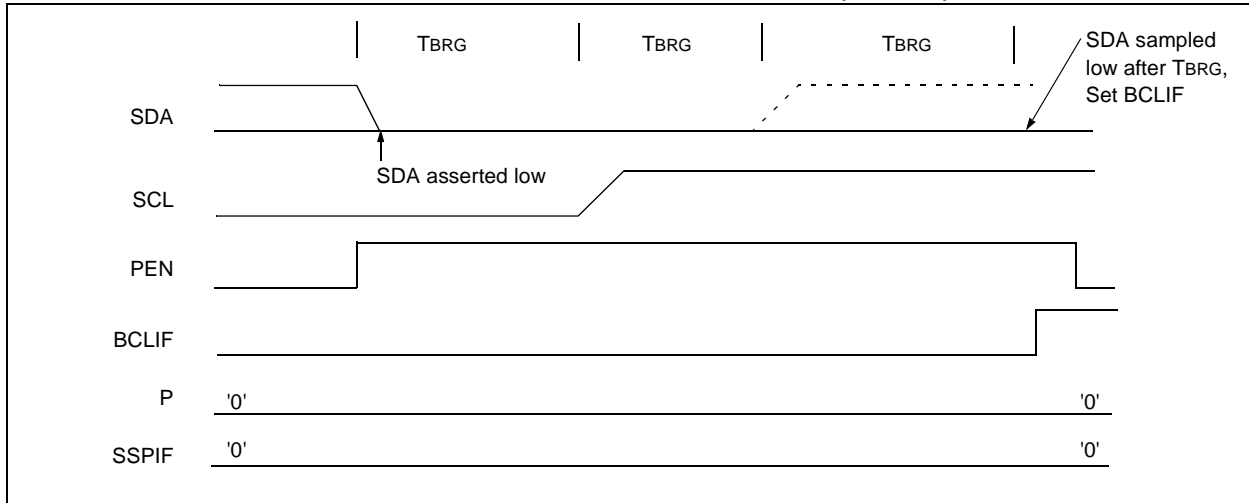 TBRG TBRG TBRG
SDA sampled
low after TBRG,
Set BCLIF
SDA
SDA asserted low
SCL
PEN
BCLIF
P '0' '0'
SSPIF '0' '0'